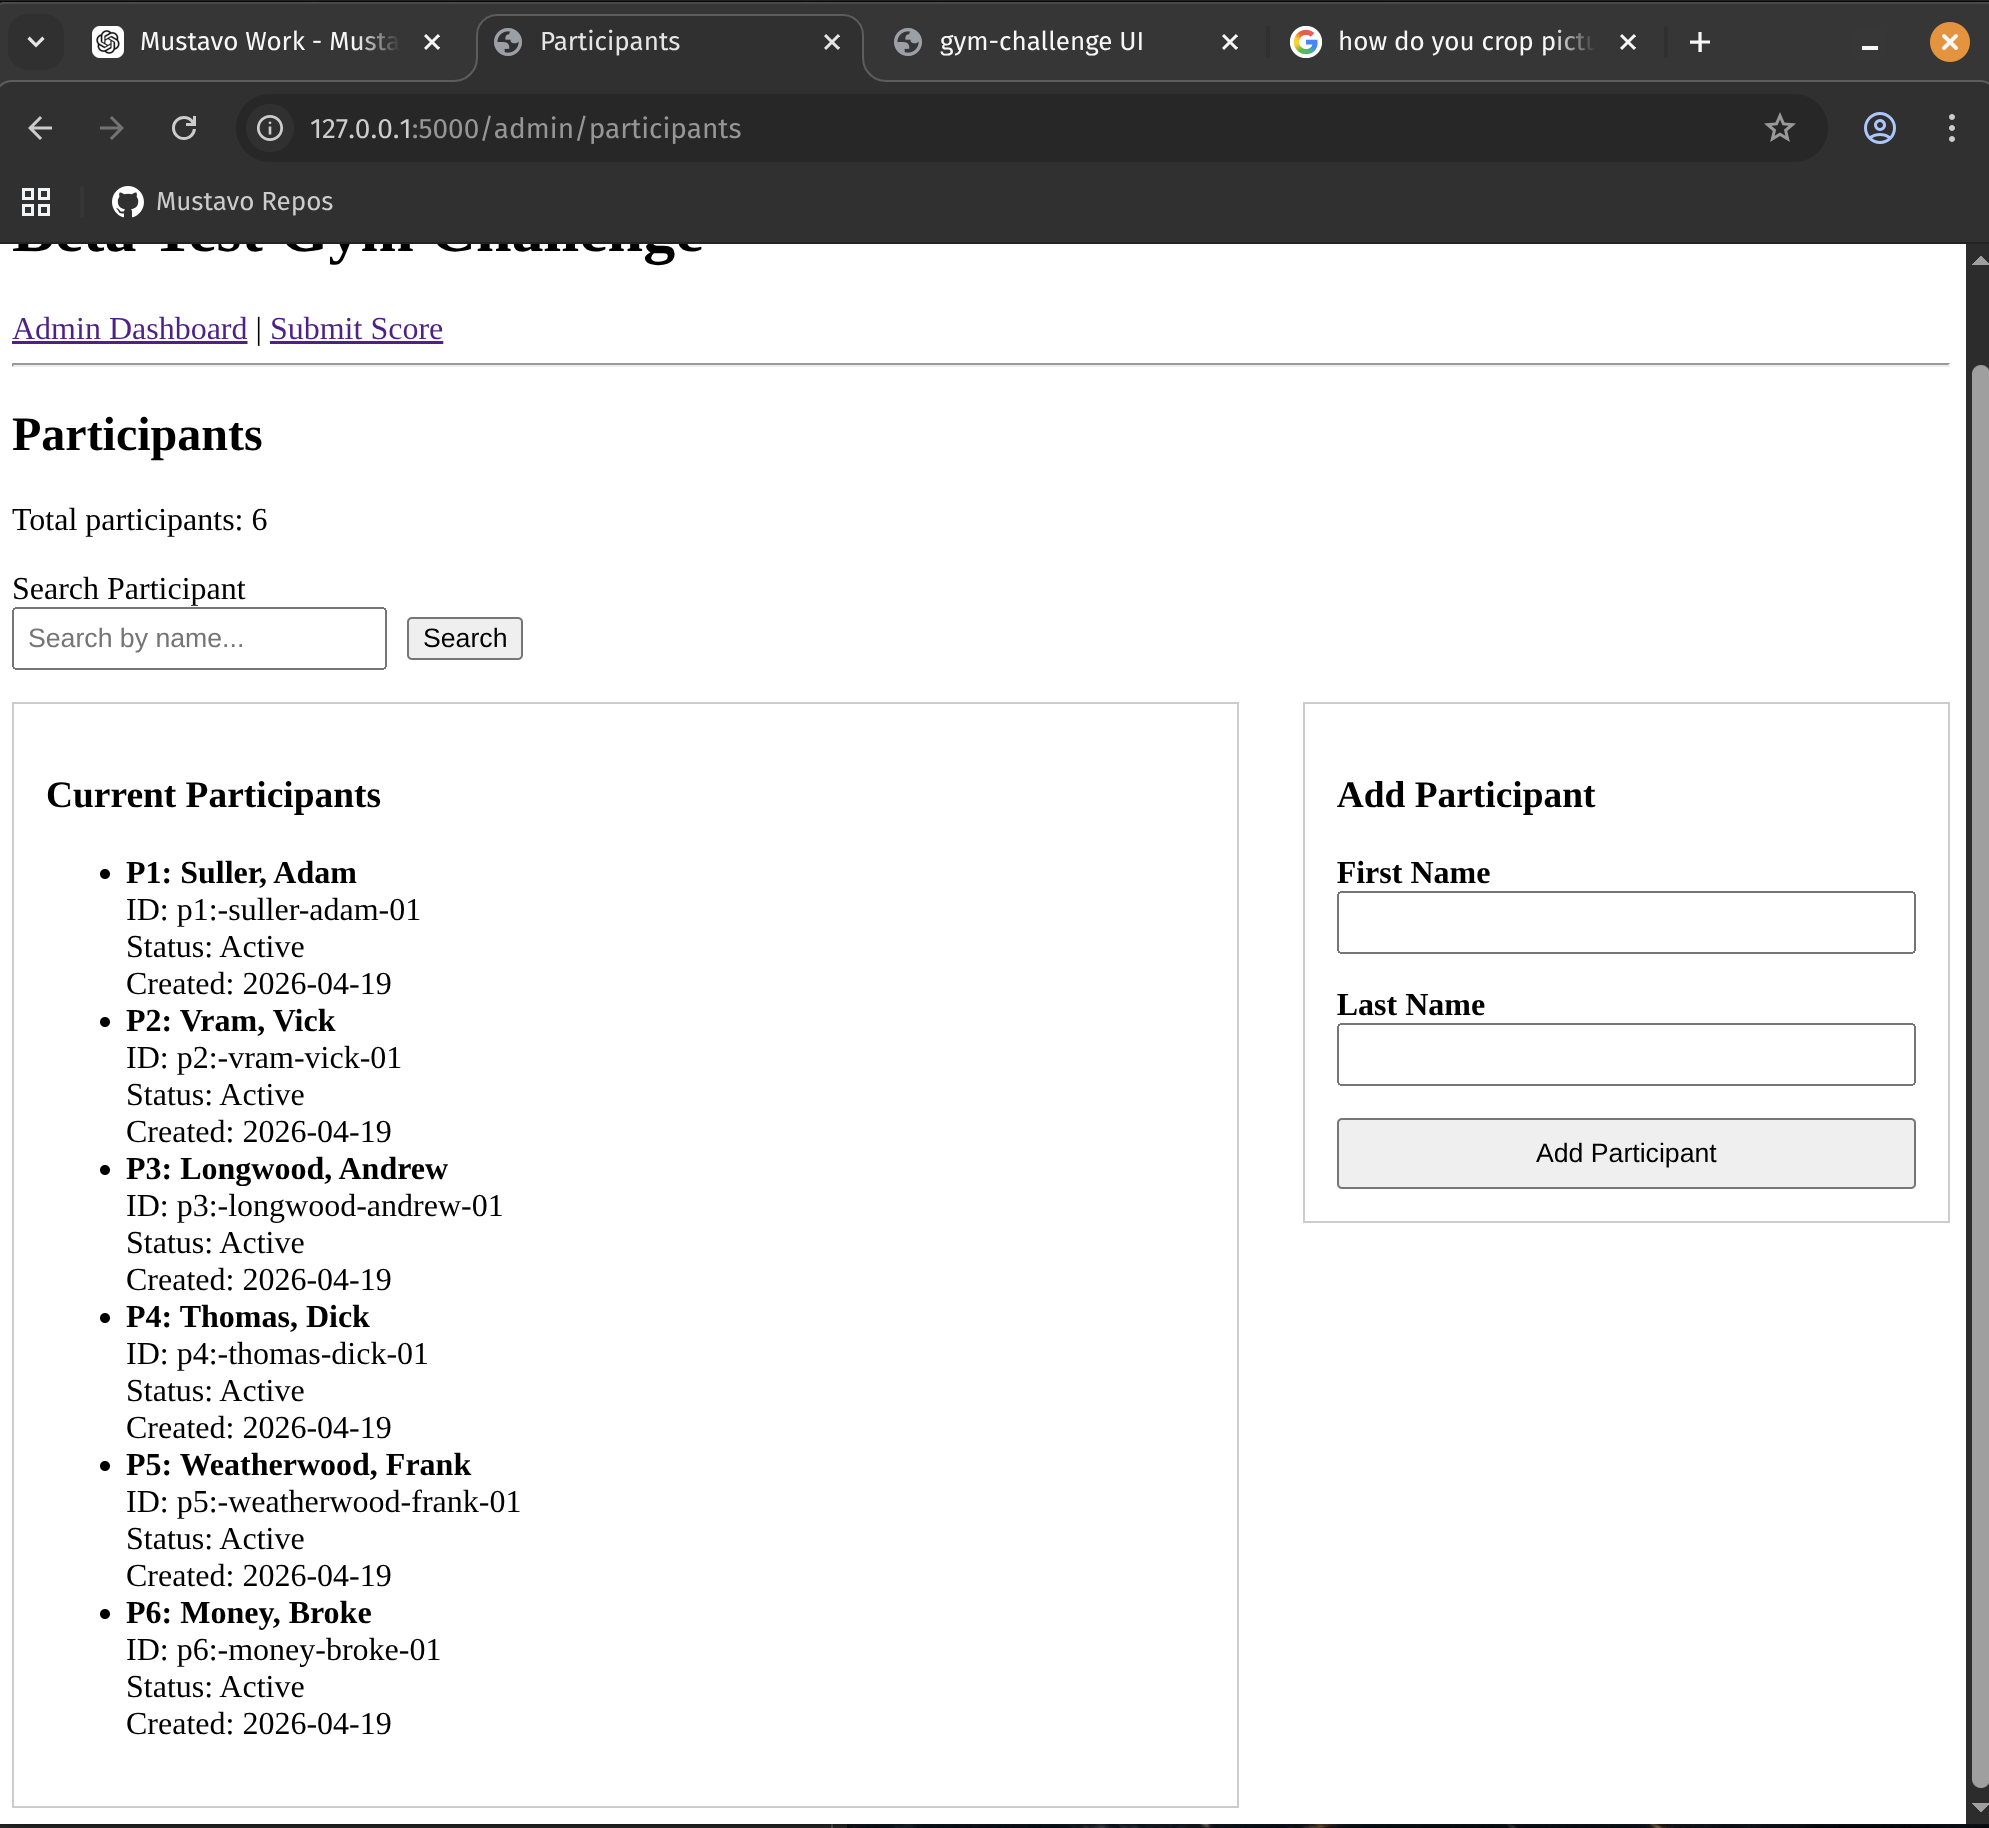 Mustavo Work - Musta
Participants
gym-challenge UI
how do you crop pictu
127.0.0.1:5000/admin/participants
Mustavo Repos
Beta Test Gym Challenge
Admin Dashboard | Submit Score
Participants
Total participants: 6
Search Participant
Search by name...
Search
Current Participants
P1: Suller, Adam
ID: p1:-suller-adam-01
Status: Active
Created: 2026-04-19
P2: Vram, Vick
ID: p2:-vram-vick-01
Status: Active
Created: 2026-04-19
P3: Longwood, Andrew
ID: p3:-longwood-andrew-01
Status: Active
Created: 2026-04-19
P4: Thomas, Dick
ID: p4:-thomas-dick-01
Status: Active
Created: 2026-04-19
P5: Weatherwood, Frank
ID: p5:-weatherwood-frank-01
Status: Active
Created: 2026-04-19
P6: Money, Broke
ID: p6:-money-broke-01
Status: Active
Created: 2026-04-19
Add Participant
First Name
Last Name
Add Participant